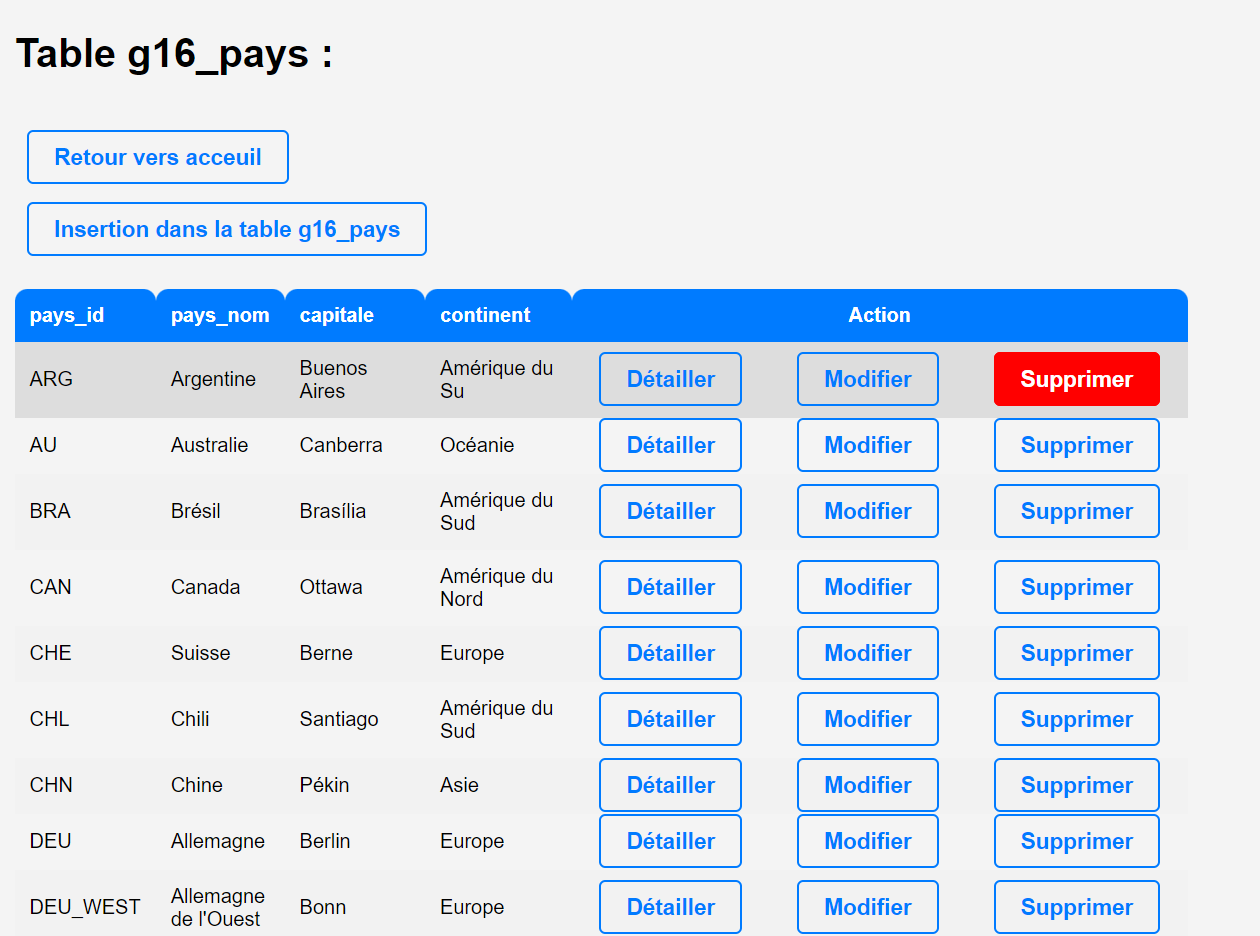 Table g16_pays :
Retour vers acceuil
Insertion dans la table g16_pays
pays_id pays_nom capitale continent Action
ARG Argentine Buenos Aires Amérique du Su Détailler Modifier Supprimer
AU Australie Canberra Océanie Détailler Modifier Supprimer
BRA Brésil Brasília Amérique du Sud Détailler Modifier Supprimer
CAN Canada Ottawa Amérique du Nord Détailler Modifier Supprimer
CHE Suisse Berne Europe Détailler Modifier Supprimer
CHL Chili Santiago Amérique du Sud Détailler Modifier Supprimer
CHN Chine Pékin Asie Détailler Modifier Supprimer
DEU Allemagne Berlin Europe Détailler Modifier Supprimer
DEU_WEST Allemagne de l'Ouest Bonn Europe Détailler Modifier Supprimer